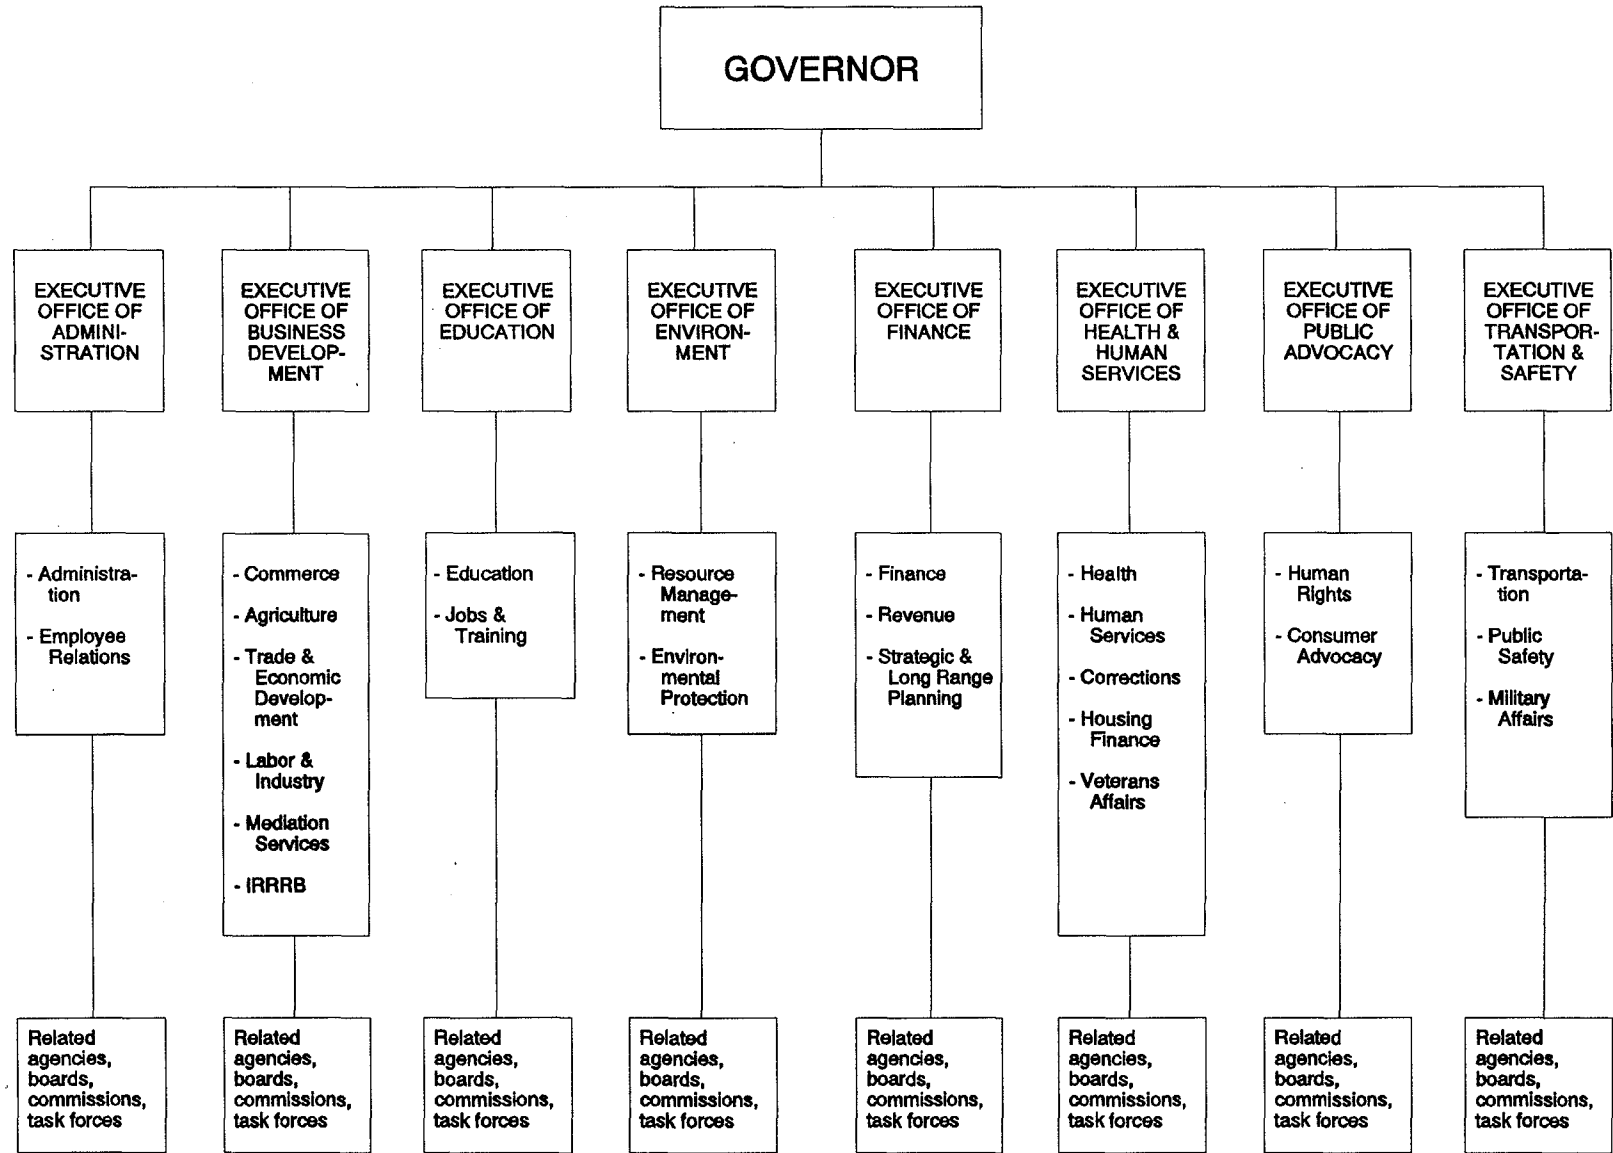 GOVERNOR
EXECUTIVE
OFFICE OF
ADMINI-
STRATION
EXECUTIVE
OFFICE OF
BUSINESS
DEVELOP-
MENT
EXECUTIVE
OFFICE OF
EDUCATION
EXECUTIVE
OFFICE OF
ENVIRON-
MENT
EXECUTIVE
OFFICE OF
FINANCE
EXECUTIVE
OFFICE OF
HEALTH &
HUMAN
SERVICES
EXECUTIVE
OFFICE OF
PUBLIC
ADVOCACY
EXECUTIVE
OFFICE OF
TRANSPOR-
TATION &
SAFETY
- Administra-
tion
- Employee
Relations
- Commerce
- Agriculture
- Trade &
Economic
Develop-
ment
- Labor &
Industry
- Mediation
Services
- IRRRB
- Education
- Jobs &
Training
- Resource
Manage-
ment
- Environ-
mental
Protection
- Finance
- Revenue
- Strategic &
Long Range
Planning
- Health
- Human
Services
- Corrections
- Housing
Finance
- Veterans
Affairs
- Human
Rights
- Consumer
Advocacy
- Transporta-
tion
- Public
Safety
- Military
Affairs
Related
agencies,
boards,
commissions,
task forces
Related
agencies,
boards,
commissions,
task forces
Related
agencies,
boards,
commissions,
task forces
Related
agencies,
boards,
commissions,
task forces
Related
agencies,
boards,
commissions,
task forces
Related
agencies,
boards,
commissions,
task forces
Related
agencies,
boards,
commissions,
task forces
Related
agencies,
boards,
commissions,
task forces